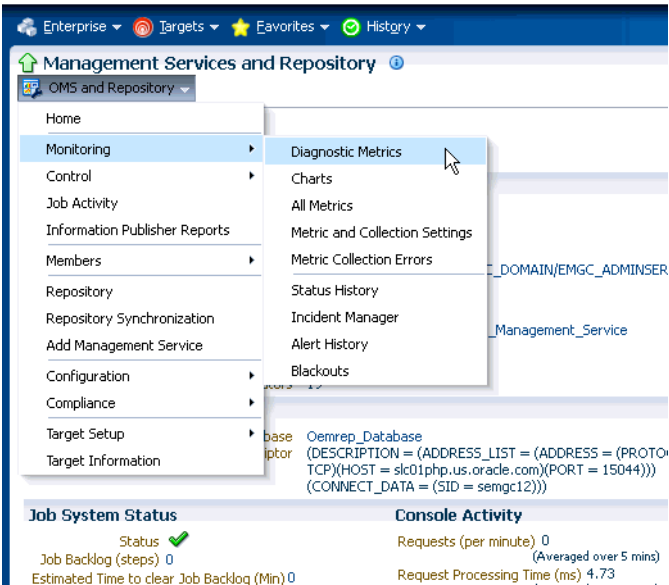 Enterprise Targets Favorites History
Management Services and Repository
OMS and Repository
Home
Monitoring
Control
Job Activity
Information Publisher Reports
Members
Repository
Repository Synchronization
Add Management Service
Configuration
Compliance
Target Setup
Target Information
Diagnostic Metrics
Charts
All Metrics
Metric and Collection Settings
Metric Collection Errors
Status History
Incident Manager
Alert History
Blackouts
_DOMAIN/EMGC_ADMINSER
_Management_Service
base Oemrep_Database
iptor (DESCRIPTION = (ADDRESS_LIST = (ADDRESS = (PROTO
TCP)(HOST = slc01php.us.oracle.com)(PORT = 15044)))
(CONNECT_DATA = (SID = semgc12)))
Job System Status
Status
Job Backlog (steps) 0
Estimated Time to clear Job Backlog (Min) 0
Console Activity
Requests (per minute) 0
(Averaged over 5 mins)
Request Processing Time (ms) 4.73